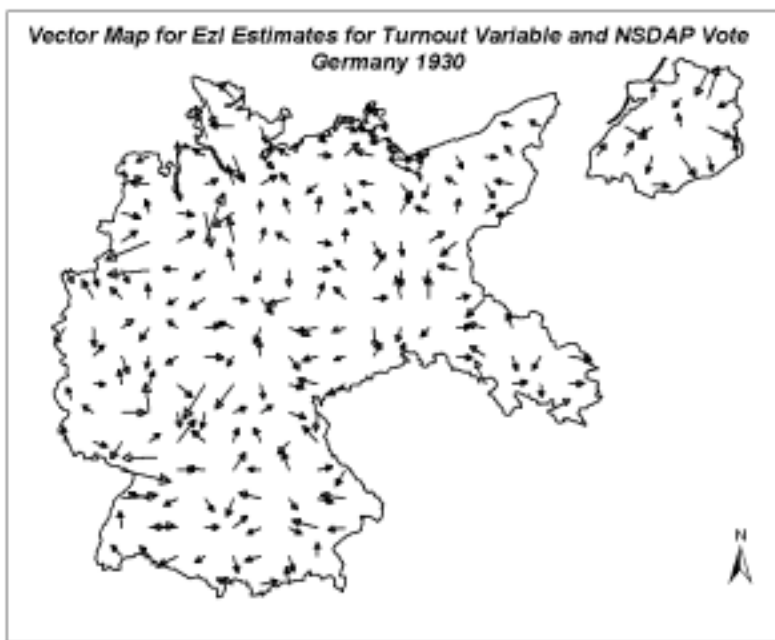 Vector Map for EzI Estimates for Turnout Variable and NSDAP Vote
Germany 1930
N